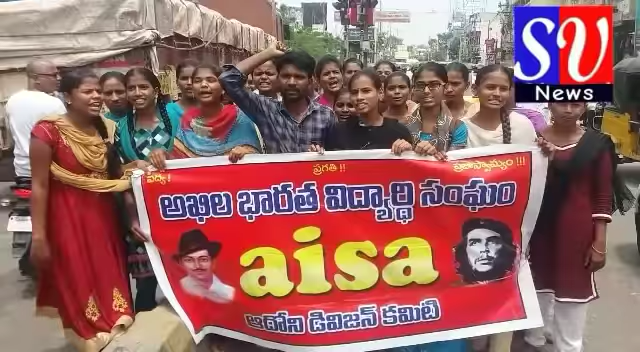 SV
News
విద్య! ప్రగతి!! ప్రజాస్వామ్యం!!!
అఖిల భారత విద్యార్థి సంఘం
aisa
ఆదోని డివిజన్ కమిటి